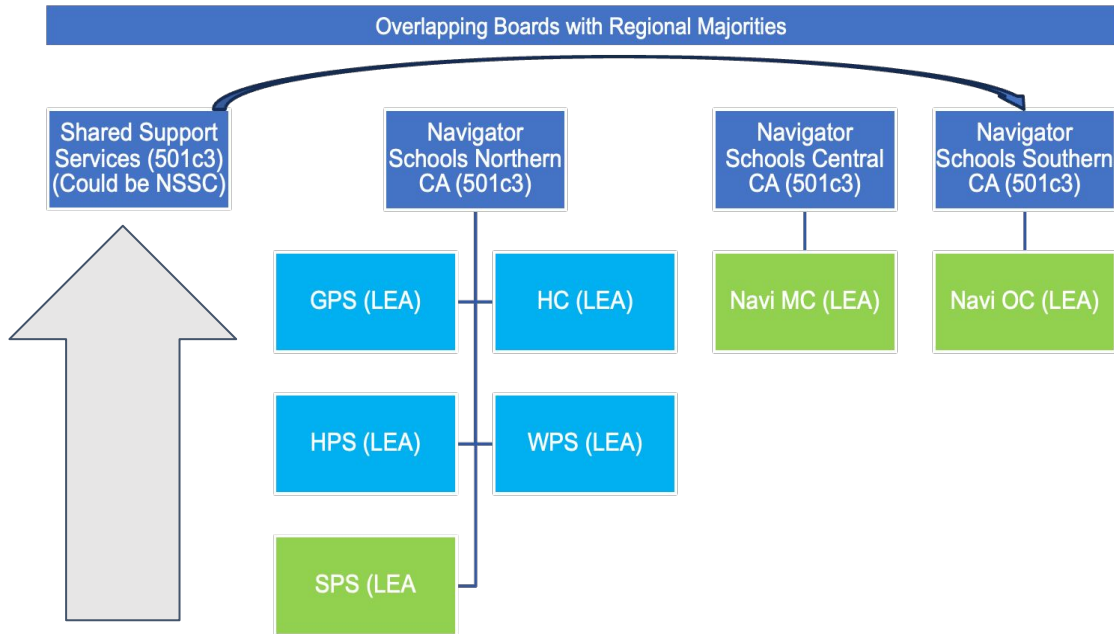 Overlapping Boards with Regional Majorities
Shared Support
Services (501c3)
(Could be NSSC)
Navigator
Schools Northern
CA (501c3)
Navigator
Schools Central
CA (501c3)
Navigator
Schools Southern
CA (501c3)
GPS (LEA)
HC (LEA)
Navi MC (LEA)
Navi OC (LEA)
HPS (LEA)
WPS (LEA)
SPS (LEA